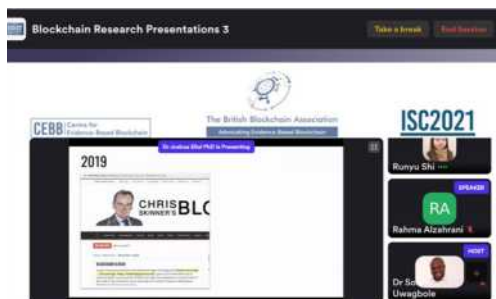 Blockchain Research Presentations 3
Take a break
End Session
CEBB
Centre for
Evidence Based Blockchain
The British Blockchain Association
Advocating Evidence Based Blockchain
ISC2021
Dr Joshua Ellul PhD is Presenting
2019
CHRIS
SKINNER'S
BLC
Runyu Shi
SPEAKER
RA
Rahma Alzahrani
HOST
Dr So
Uwagbole